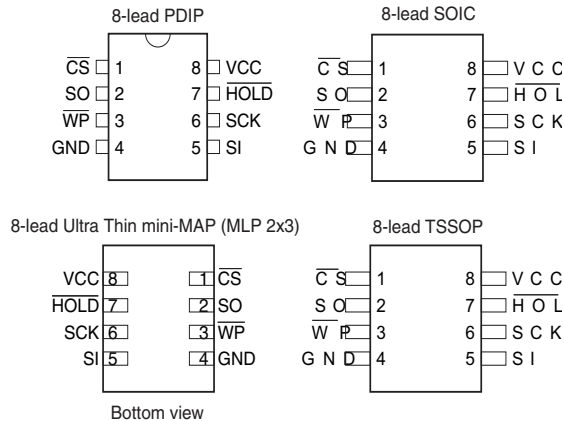 8-lead PDIP
CS 1 8 VCC
SO 2 7 HOLD
WP 3 6 SCK
GND 4 5 SI
8-lead SOIC
CS 1 8 VCC
SO 2 7 HOL
WP 3 6 SCK
GND 4 5 SI
8-lead Ultra Thin mini-MAP (MLP 2x3)
VCC 8 1 CS
HOLD 7 2 SO
SCK 6 3 WP
SI 5 4 GND
Bottom view
8-lead TSSOP
CS 1 8 VCC
SO 2 7 HOL
WP 3 6 SCK
GND 4 5 SI